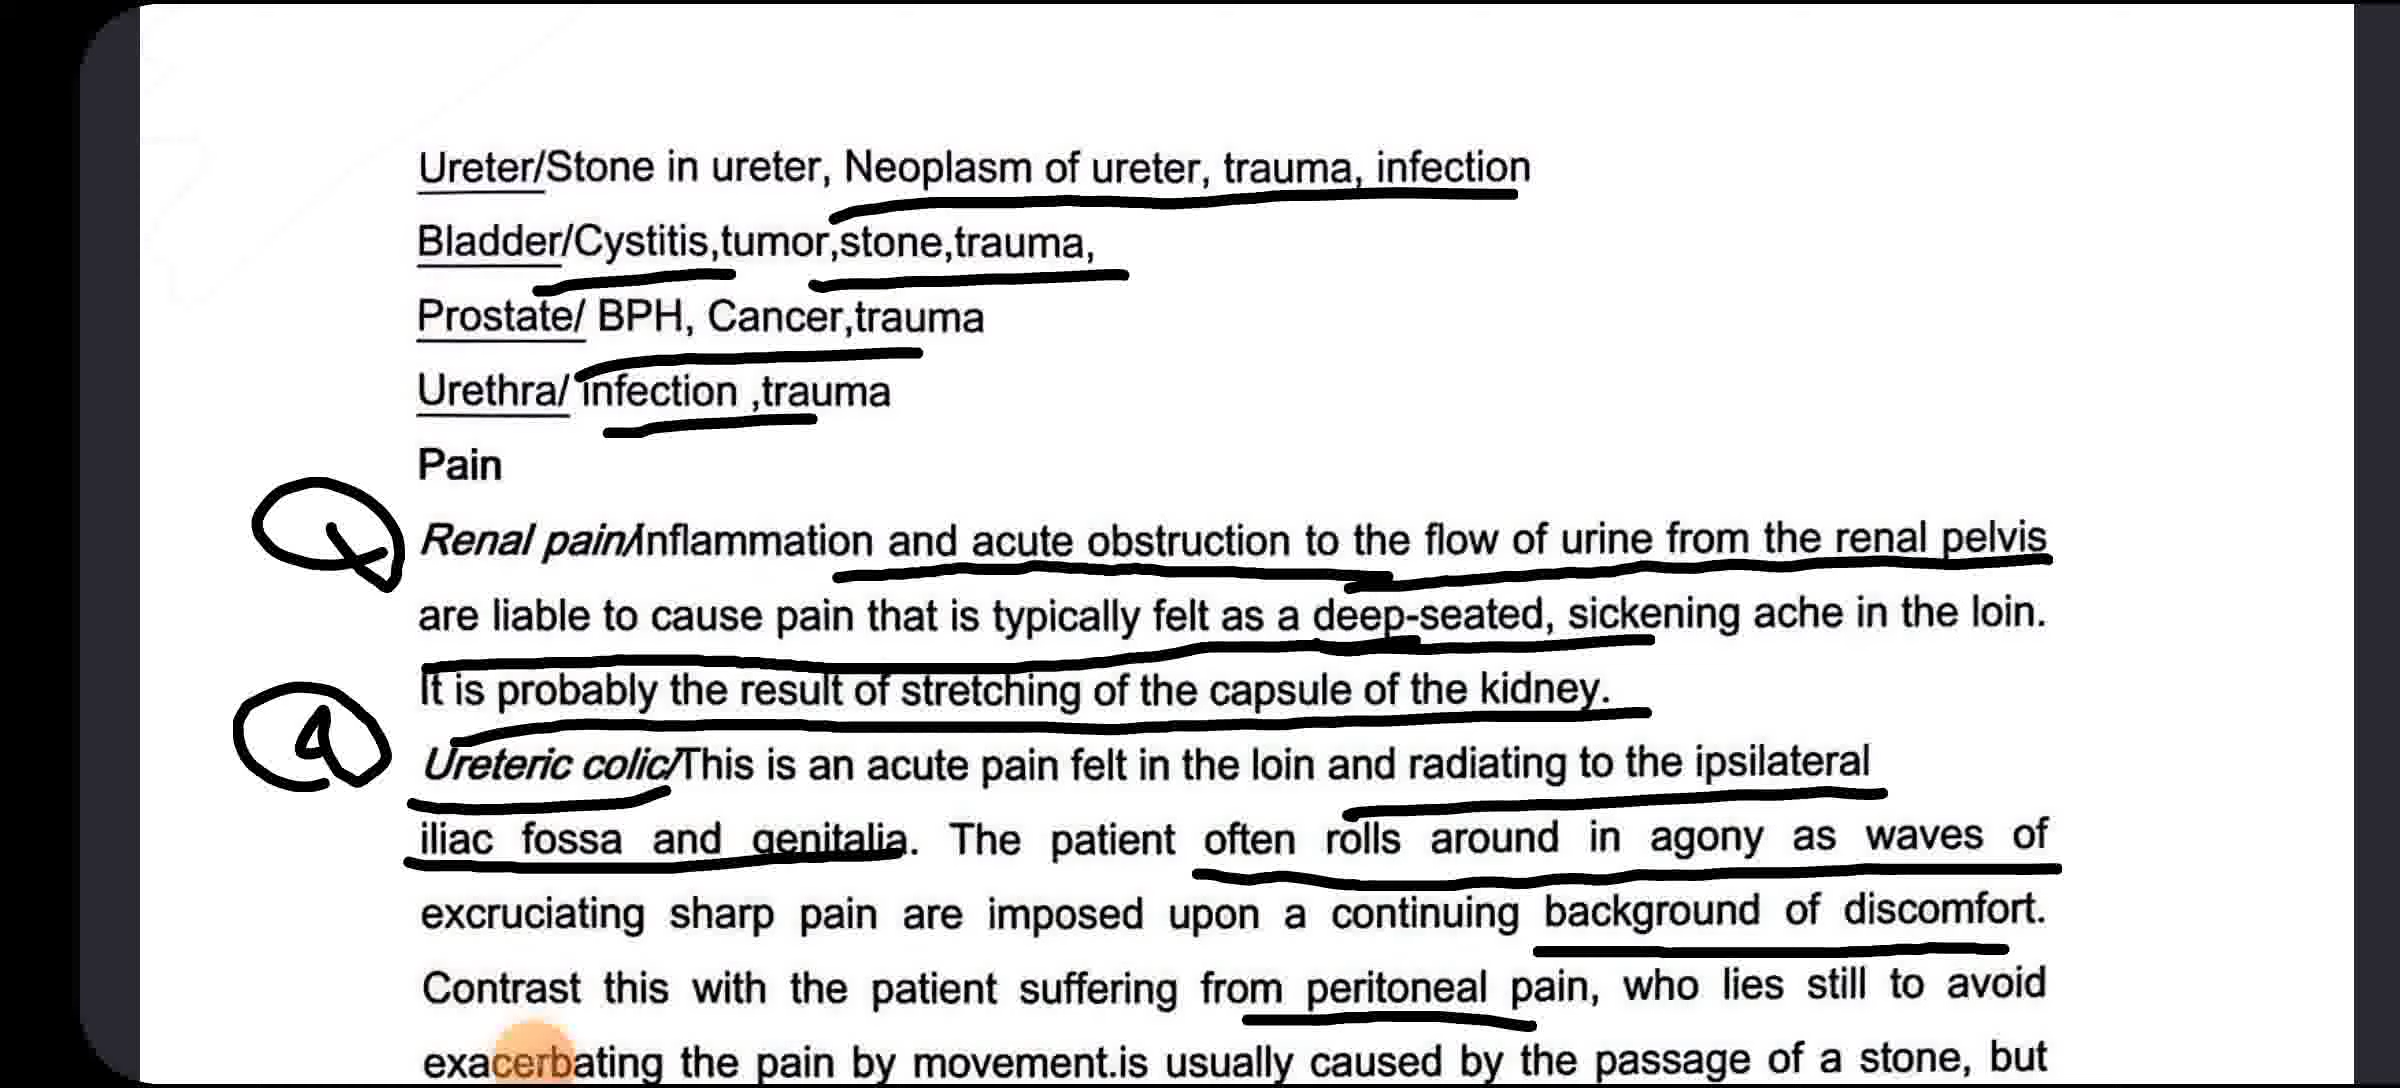 Ureter/Stone in ureter, Neoplasm of ureter, trauma, infection
Bladder/Cystitis,tumor,stone,trauma,
Prostate/ BPH, Cancer,trauma
Urethra/ infection ,trauma
Pain
Renal pain/Inflammation and acute obstruction to the flow of urine from the renal pelvis
are liable to cause pain that is typically felt as a deep-seated, sickening ache in the loin.
It is probably the result of stretching of the capsule of the kidney.
Ureteric colic/This is an acute pain felt in the loin and radiating to the ipsilateral
iliac fossa and genitalia. The patient often rolls around in agony as waves of
excruciating sharp pain are imposed upon a continuing background of discomfort.
Contrast this with the patient suffering from peritoneal pain, who lies still to avoid
exacerbating the pain by movement.is usually caused by the passage of a stone, but